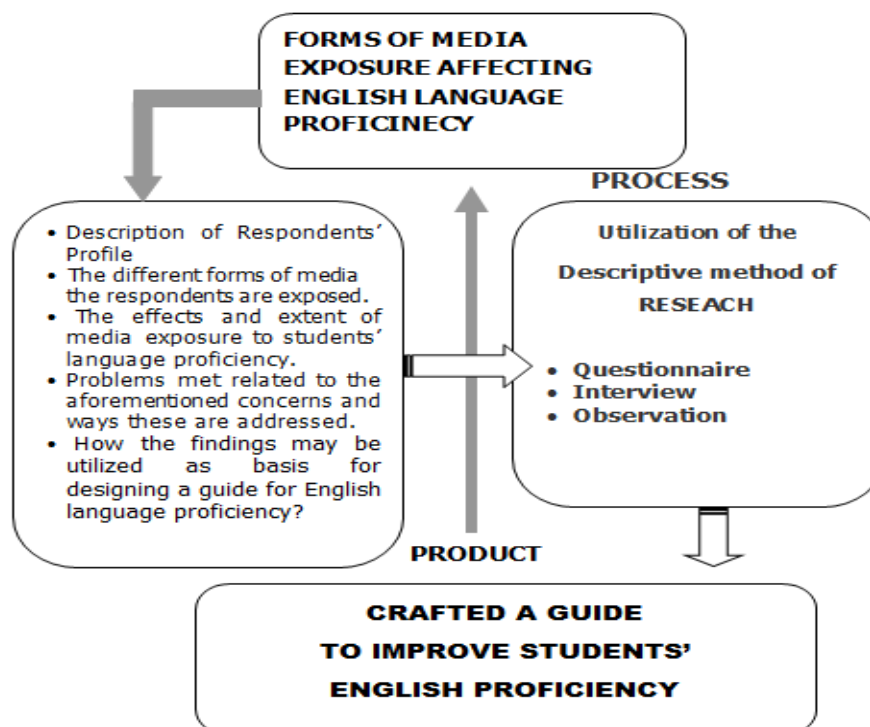 FORMS OF MEDIA
EXPOSURE AFFECTING
ENGLISH LANGUAGE
PROFICINECY
• Description of Respondents’
Profile
• The different forms of media
the respondents are exposed.
• The effects and extent of
media exposure to students’
language proficiency.
• Problems met related to the
aforementioned concerns and
ways these are addressed.
• How the findings may be
utilized as basis for
designing a guide for English
language proficiency?
PROCESS
Utilization of the
Descriptive method of
RESEACH
• Questionnaire
• Interview
• Observation
PRODUCT
CRAFTED A GUIDE
TO IMPROVE STUDENTS’
ENGLISH PROFICIENCY